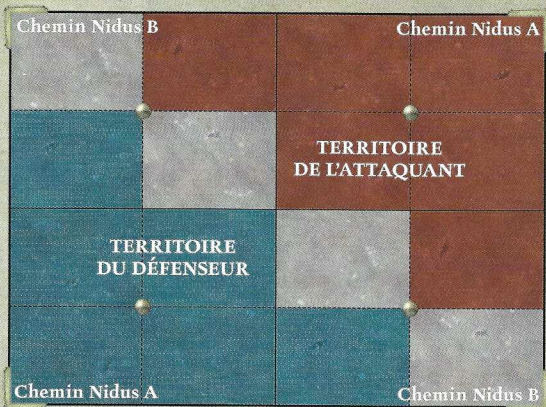 Chemin Nidus B
Chemin Nidus A
TERRITOIRE
DE L'ATTAQUANT
TERRITOIRE
DU DÉFENSEUR
Chemin Nidus A
Chemin Nidus B